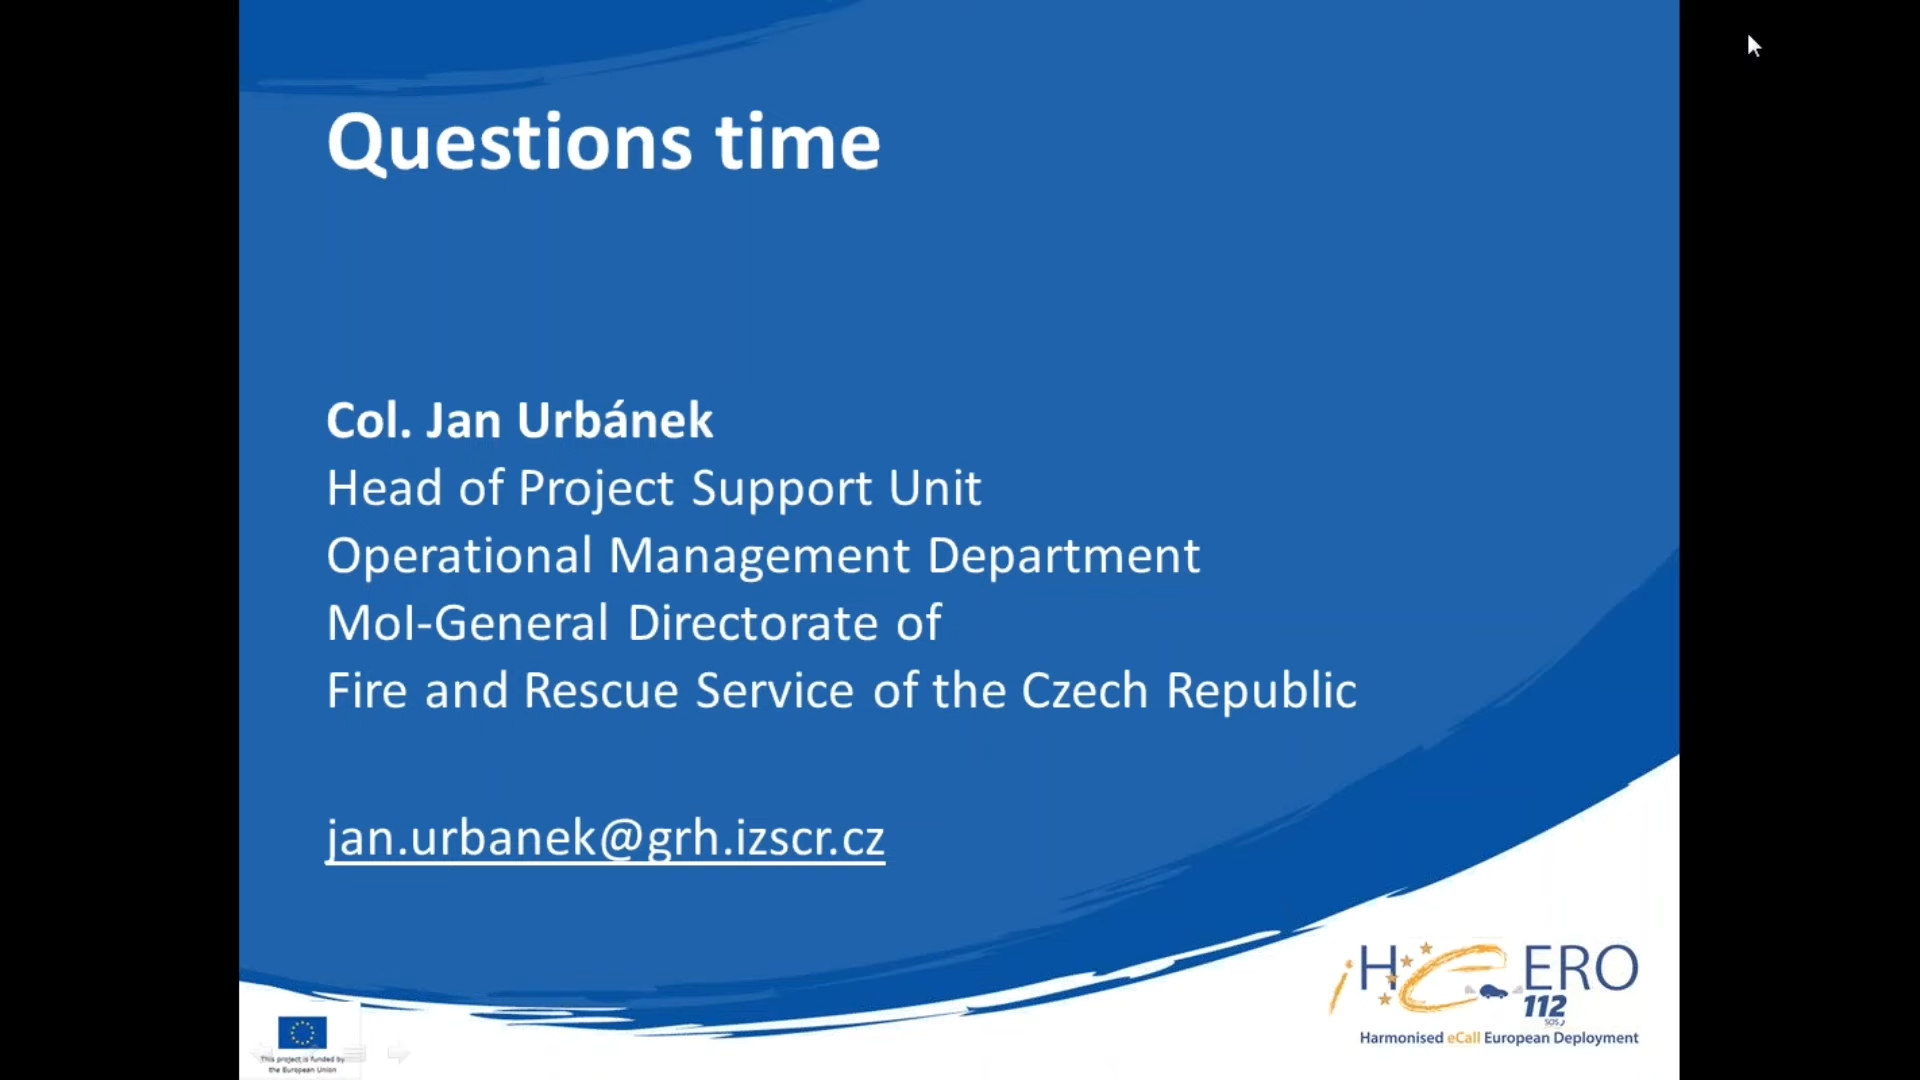 Questions time
Col. Jan Urbánek
Head of Project Support Unit
Operational Management Department
MoI-General Directorate of
Fire and Rescue Service of the Czech Republic
jan.urbanek@grh.izscr.cz
iHeERO
112
SOS
Harmonised eCall European Deployment
This project is funded by
the European Union